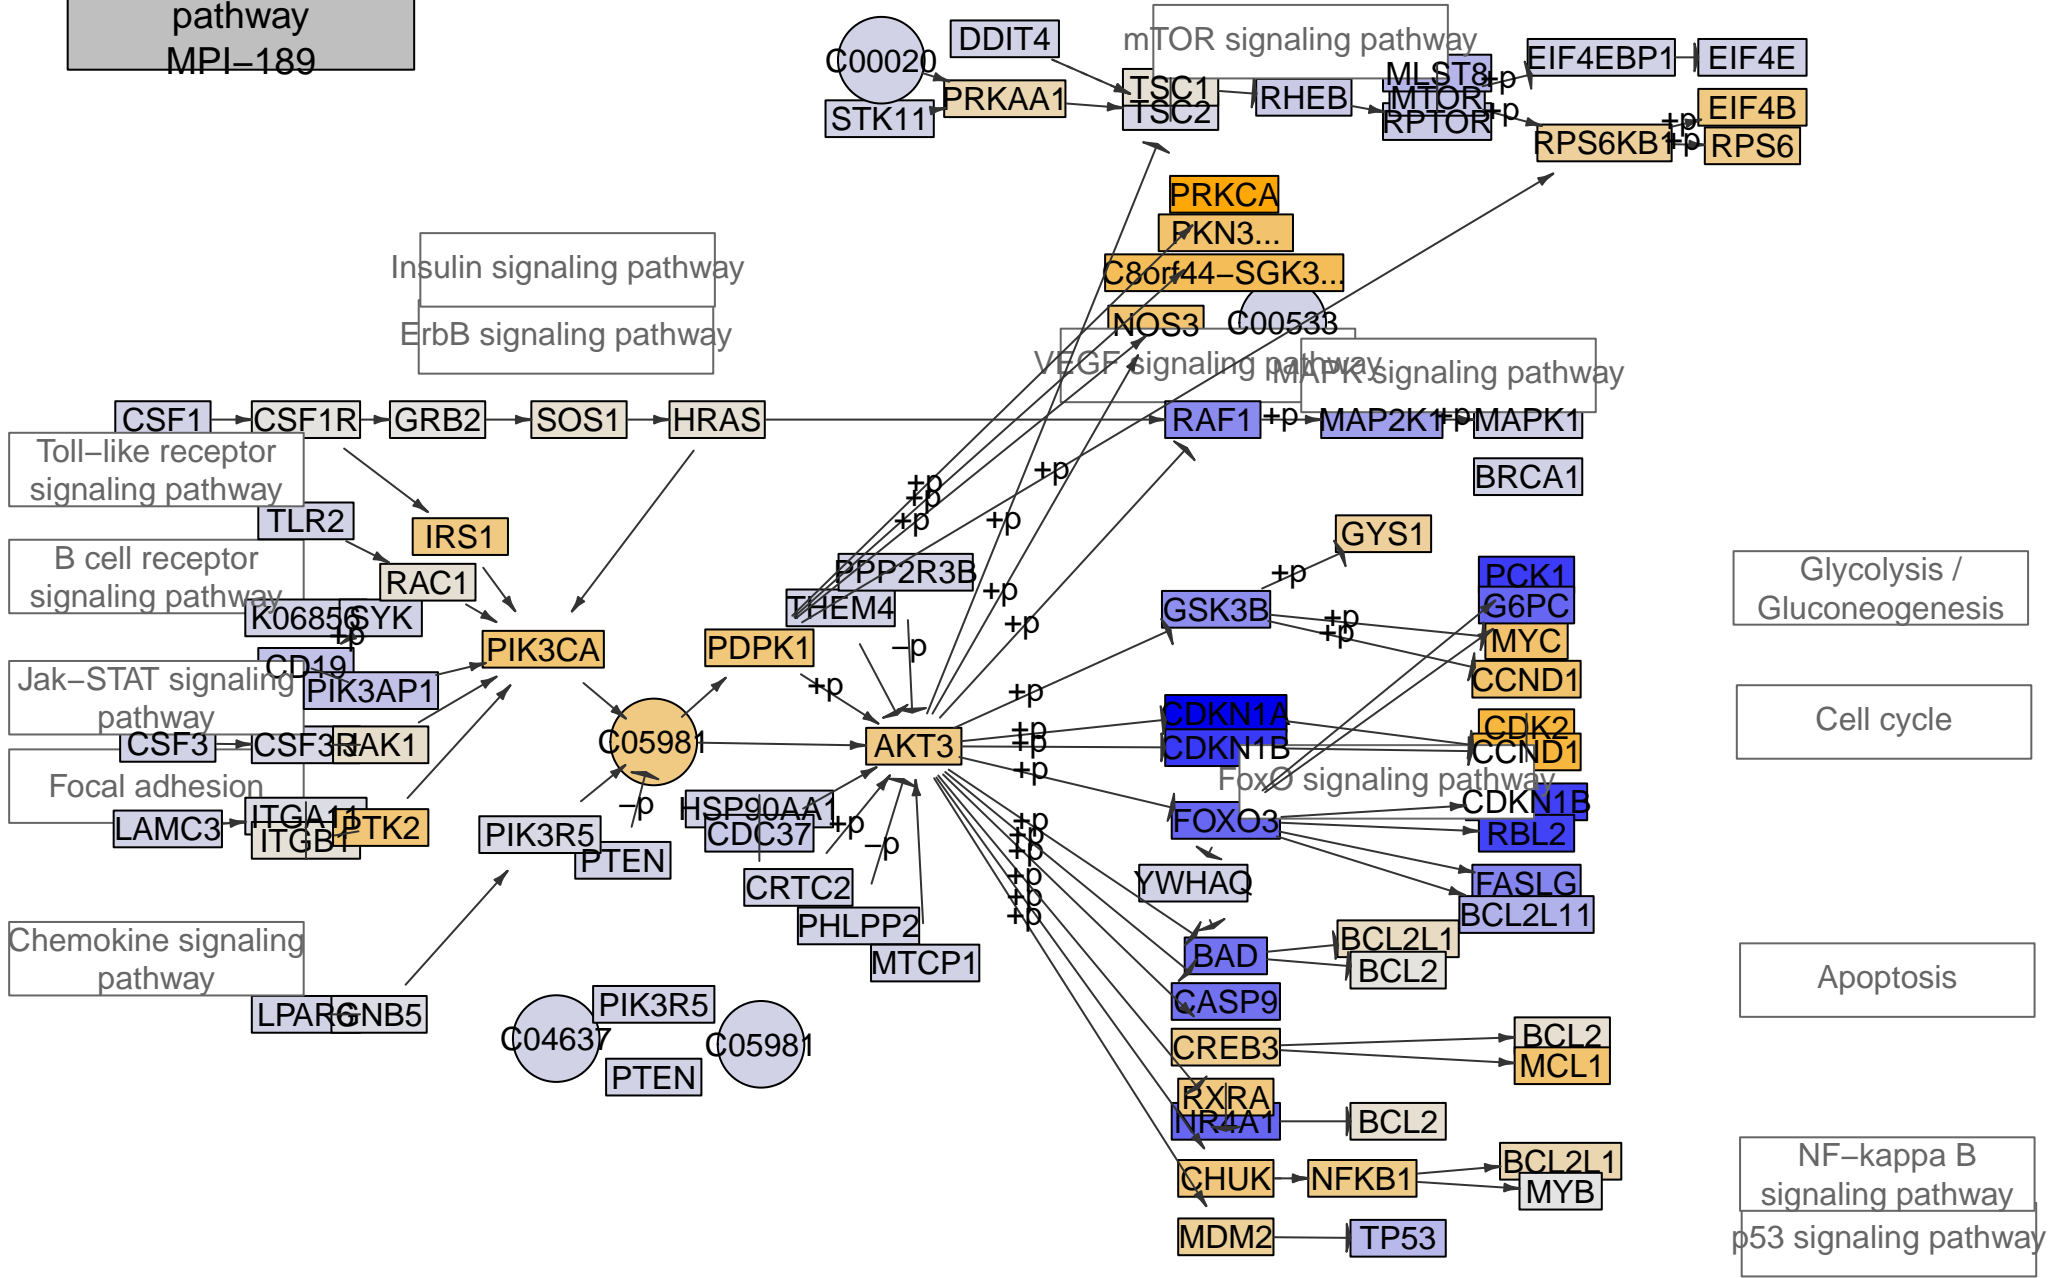 pathway
MPI−189
C00020
DDIT4
STK11
PRKAA1
mTOR signaling pathway
TSC1
TSC2
RHEB
MLST8
MTOR
RPTOR
+p
+p
EIF4EBP1
EIF4E
EIF4B
RPS6KB1
+p
+p
RPS6
PRKCA
PKN3...
C8orf44−SGK3...
NOS3
C00533
Insulin signaling pathway
ErbB signaling pathway
VEGF signaling pathway
MAPK signaling pathway
CSF1
CSF1R
GRB2
SOS1
HRAS
RAF1
+p
MAP2K1
+p
MAPK1
BRCA1
Toll−like receptor
signaling pathway
TLR2
IRS1
RAC1
B cell receptor
signaling pathway
K06856
SYK
+p
CD19
PIK3AP1
PIK3CA
PDPK1
+p
THEM4
PPP2R3B
−p
+p
+p
+p
+p
+p
+p
+p
GSK3B
+p
GYS1
+p
+p
PCK1
G6PC
MYC
CCND1
Glycolysis /
Gluconeogenesis
Jak−STAT signaling
pathway
CSF3
CSF3R
JAK1
C05981
AKT3
+p
+p
+p
+p
CDKN1A
CDKN1B
CDK2
CCND1
Cell cycle
FoxO signaling pathway
Focal adhesion
LAMC3
ITGA11
ITGB1
PTK2
PIK3R5
PTEN
−p
HSP90AA1
CDC37
+p
−p
CRTC2
PHLPP2
MTCP1
+p
+p
+p
+p
+p
+p
FOXO3
CDKN1B
RBL2
FASLG
BCL2L11
YWHAQ
BAD
BCL2L1
BCL2
CASP9
Apoptosis
Chemokine signaling
pathway
LPAR6
GNB5
C04637
PIK3R5
PTEN
C05981
CREB3
BCL2
MCL1
RXRA
NR4A1
BCL2
CHUK
NFKB1
BCL2L1
MYB
MDM2
TP53
NF−kappa B
signaling pathway
p53 signaling pathway